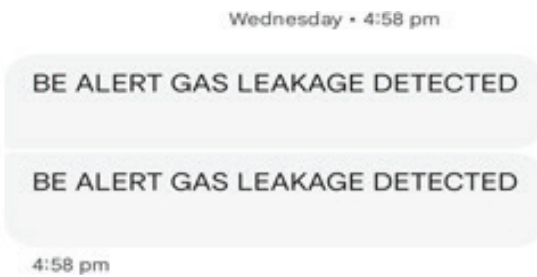 Wednesday • 4:58 pm
BE ALERT GAS LEAKAGE DETECTED
BE ALERT GAS LEAKAGE DETECTED
4:58 pm